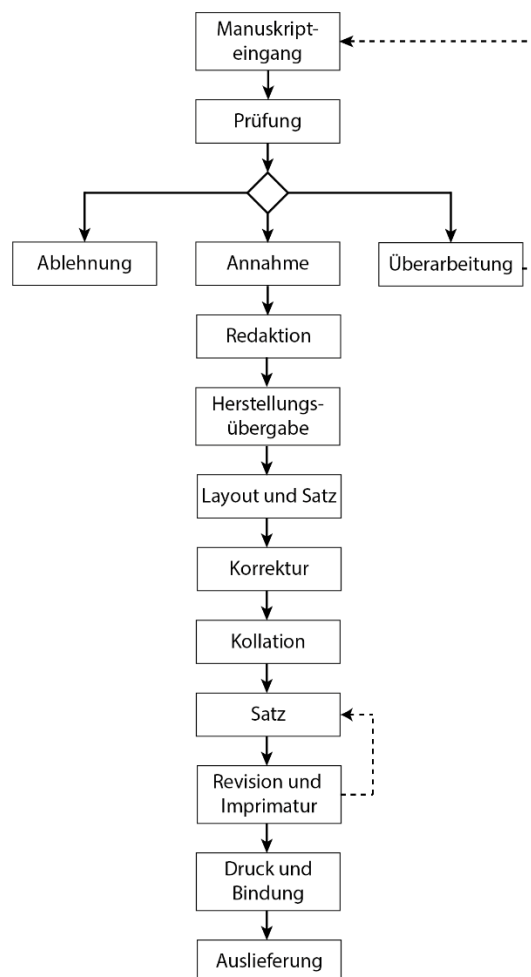 Manuskript-
eingang
Prüfung
Ablehnung
Annahme
Überarbeitung
Redaktion
Herstellungs-
übergabe
Layout und Satz
Korrektur
Kollation
Satz
Revision und
Imprimatur
Druck und
Bindung
Auslieferung